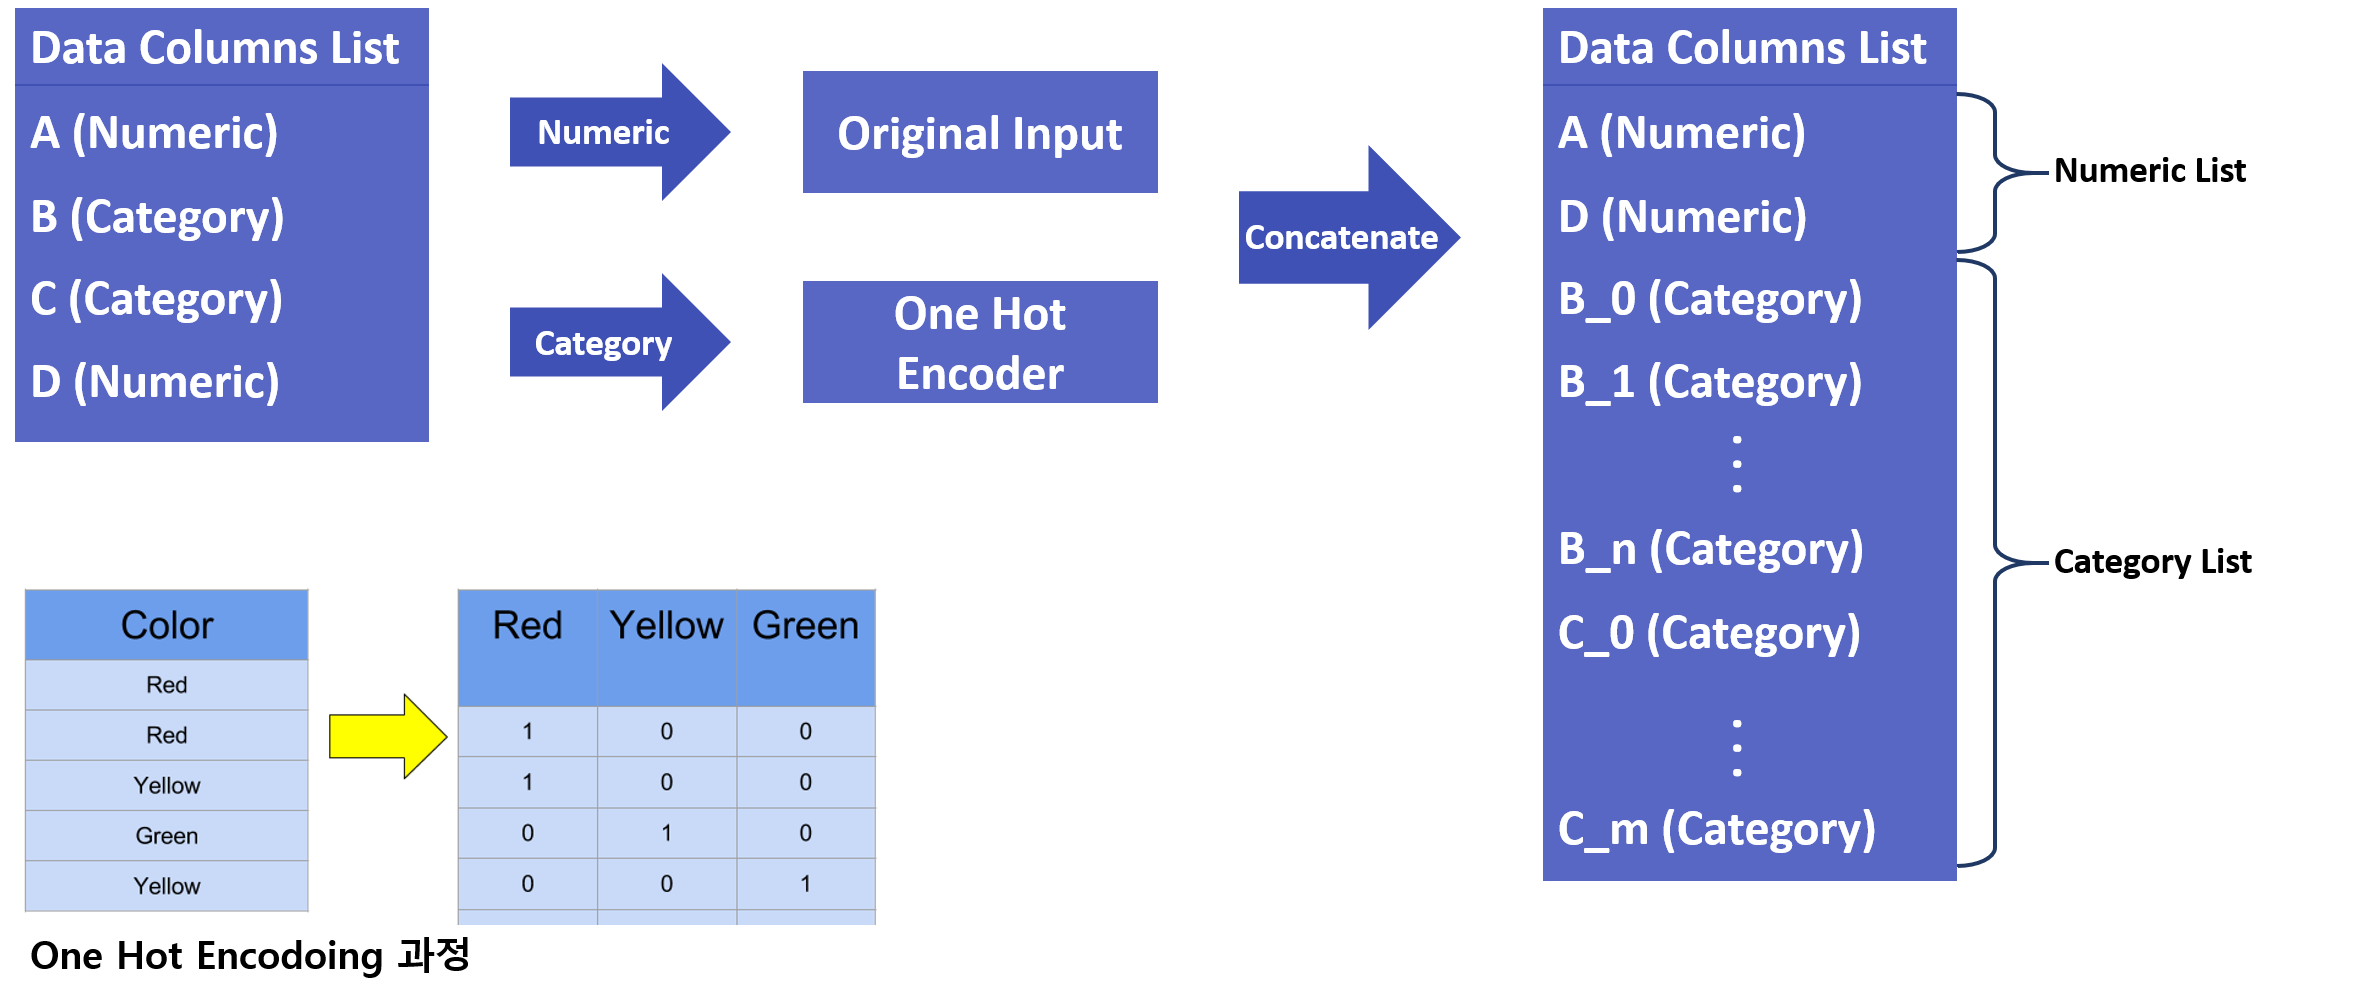 Data Columns List
A (Numeric)
B (Category)
C (Category)
D (Numeric)
Numeric
Category
Original Input
One Hot
Encoder
Concatenate
Data Columns List
A (Numeric)
D (Numeric)
B_0 (Category)
B_1 (Category)
B_n (Category)
C_0 (Category)
C_m (Category)
Numeric List
Category List
Color
Red
Red
Yellow
Green
Yellow
Red Yellow Green
1 0 0
1 0 0
0 1 0
0 0 1
One Hot Encodoing 과정